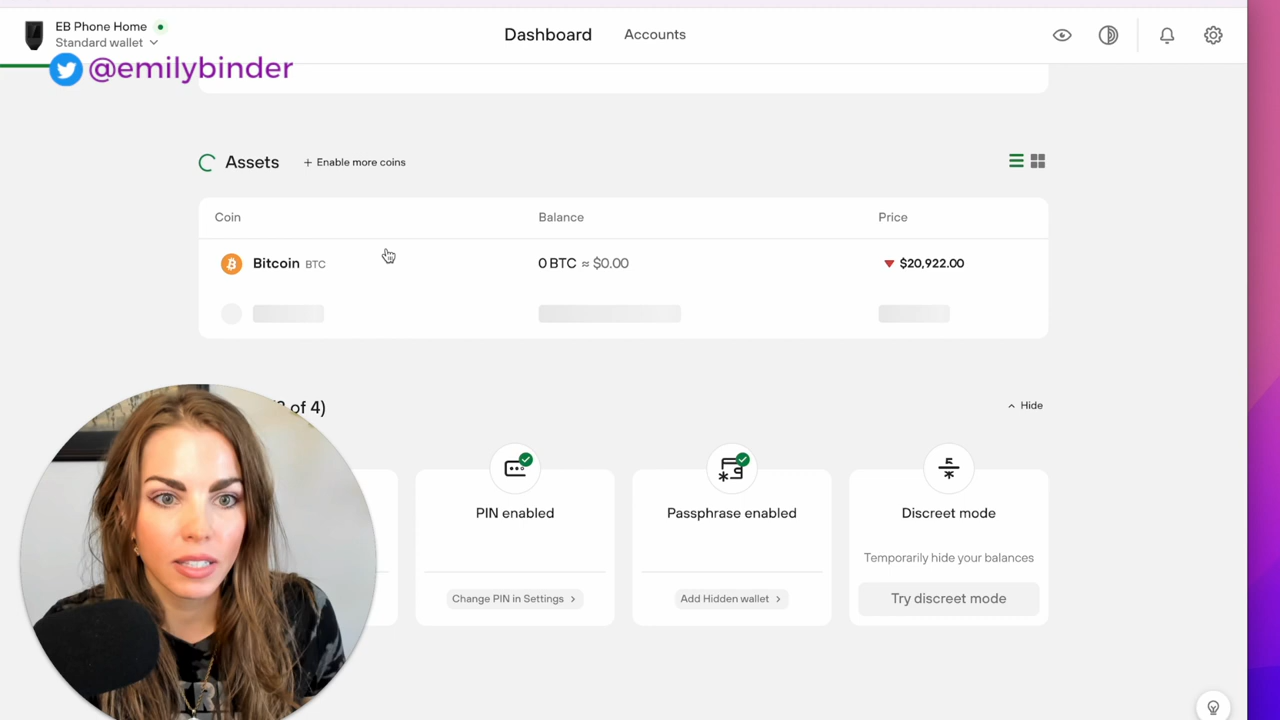 EB Phone Home
Standard wallet
Dashboard
Accounts
@emilybinder
Assets
+ Enable more coins
Coin Balance Price
Bitcoin BTC 0 BTC ≈ $0.00 $20,922.00
of 4)
Hide
PIN enabled
Change PIN in Settings
Passphrase enabled
Add Hidden wallet
Discreet mode
Temporarily hide your balances
Try discreet mode